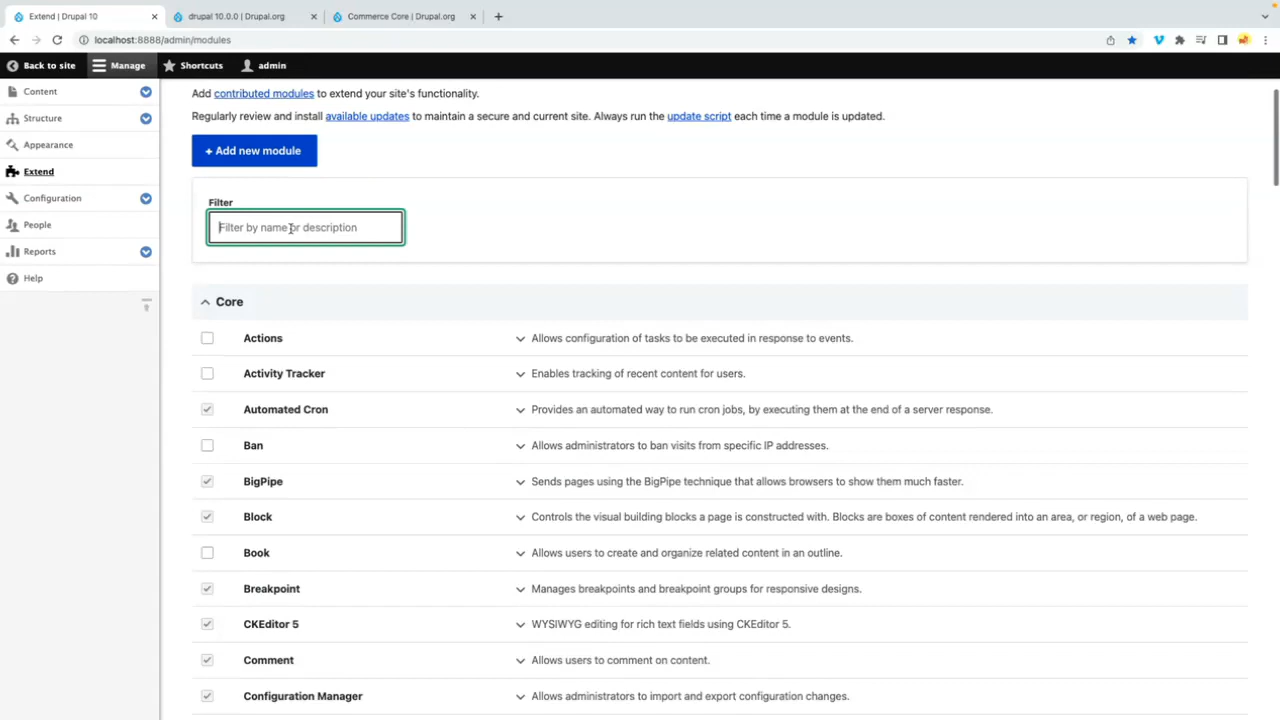 Extend | Drupal 10
drupal 10.0.0 | Drupal.org
Commerce Core | Drupal.org
localhost:8888/admin/modules
Back to site
Manage
Shortcuts
admin
Content
Structure
Appearance
Extend
Configuration
People
Reports
Help
Add contributed modules to extend your site's functionality.
Regularly review and install available updates to maintain a secure and current site. Always run the update script each time a module is updated.
+ Add new module
Filter
Filter by name or description
Core
Actions Allows configuration of tasks to be executed in response to events.
Activity Tracker Enables tracking of recent content for users.
Automated Cron Provides an automated way to run cron jobs, by executing them at the end of a server response.
Ban Allows administrators to ban visits from specific IP addresses.
BigPipe Sends pages using the BigPipe technique that allows browsers to show them much faster.
Block Controls the visual building blocks a page is constructed with. Blocks are boxes of content rendered into an area, or region, of a web page.
Book Allows users to create and organize related content in an outline.
Breakpoint Manages breakpoints and breakpoint groups for responsive designs.
CKEditor 5 WYSIWYG editing for rich text fields using CKEditor 5.
Comment Allows users to comment on content.
Configuration Manager Allows administrators to import and export configuration changes.